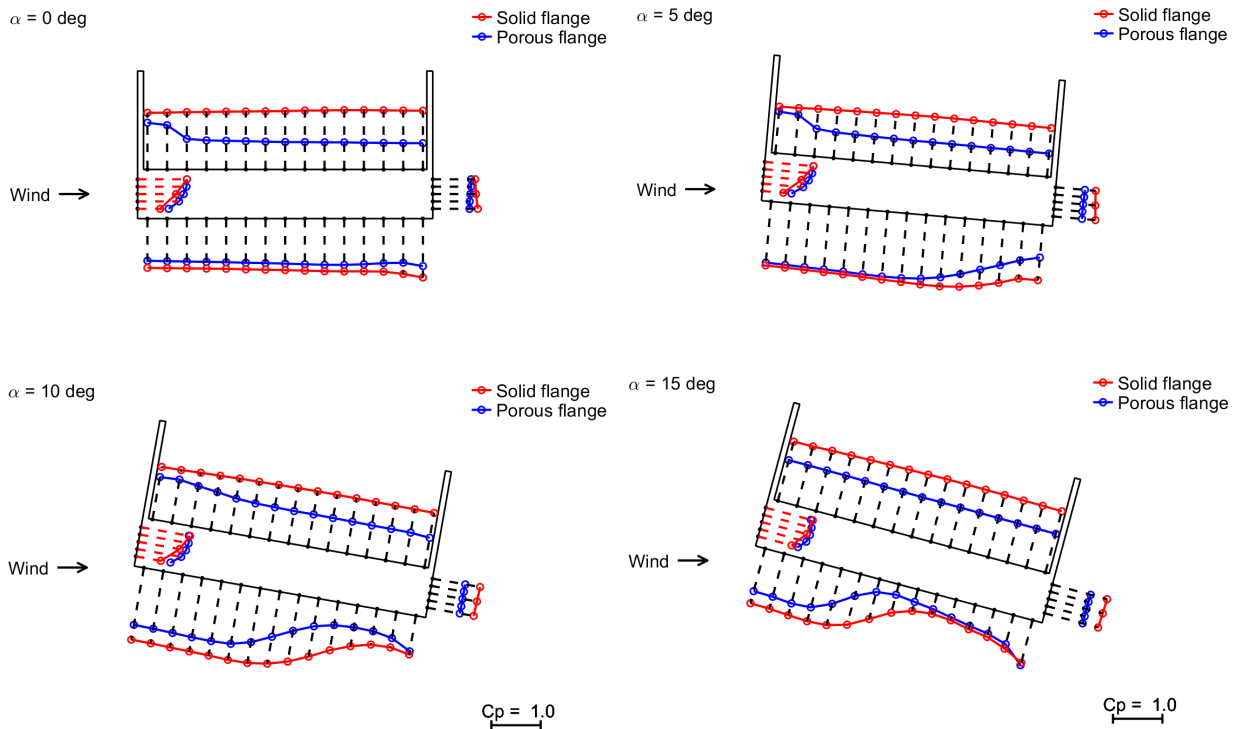 α = 0 deg
Solid flange
Porous flange
Wind
α = 5 deg
Solid flange
Porous flange
Wind
α = 10 deg
Solid flange
Porous flange
Wind
Cp = 1.0
α = 15 deg
Solid flange
Porous flange
Wind
Cp = 1.0